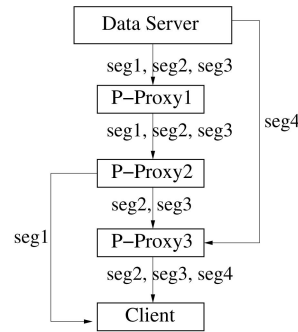 Data Server
seg1, seg2, seg3
P-Proxy1
seg4
seg1, seg2, seg3
P-Proxy2
seg2, seg3
seg1
P-Proxy3
seg2, seg3, seg4
Client